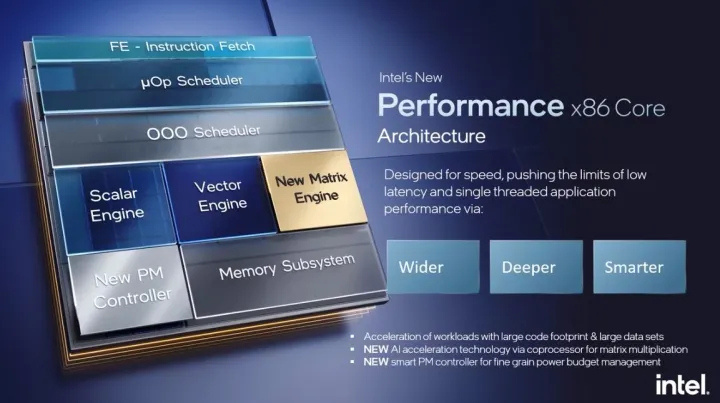 FE - Instruction Fetch
µOp Scheduler
OOO Scheduler
Scalar
Engine
Vector
Engine
New Matrix
Engine
New PM
Controller
Memory Subsystem
Intel's New
Performance x86 Core
Architecture
Designed for speed, pushing the limits of low
latency and single threaded application
performance via:
Wider
Deeper
Smarter
▪ Acceleration of workloads with large code footprint & large data sets
▪ NEW AI acceleration technology via coprocessor for matrix multiplication
▪ NEW smart PM controller for fine grain power budget management
intel.